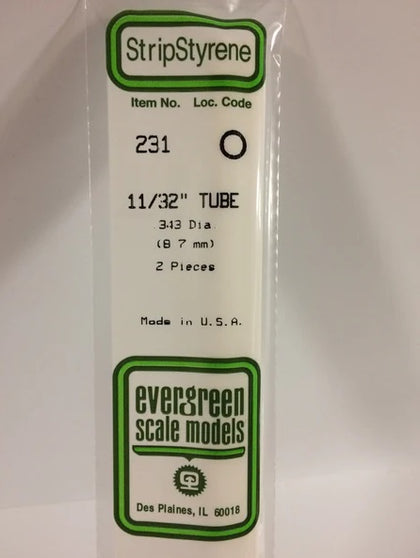 StripStyrene
Item No. Loc. Code
231 O
11/32" TUBE
.343 Dia
(8 7 mm)
2 Pieces
Made in U.S.A.
evergreen
scale models
Des Plaines, IL 60018